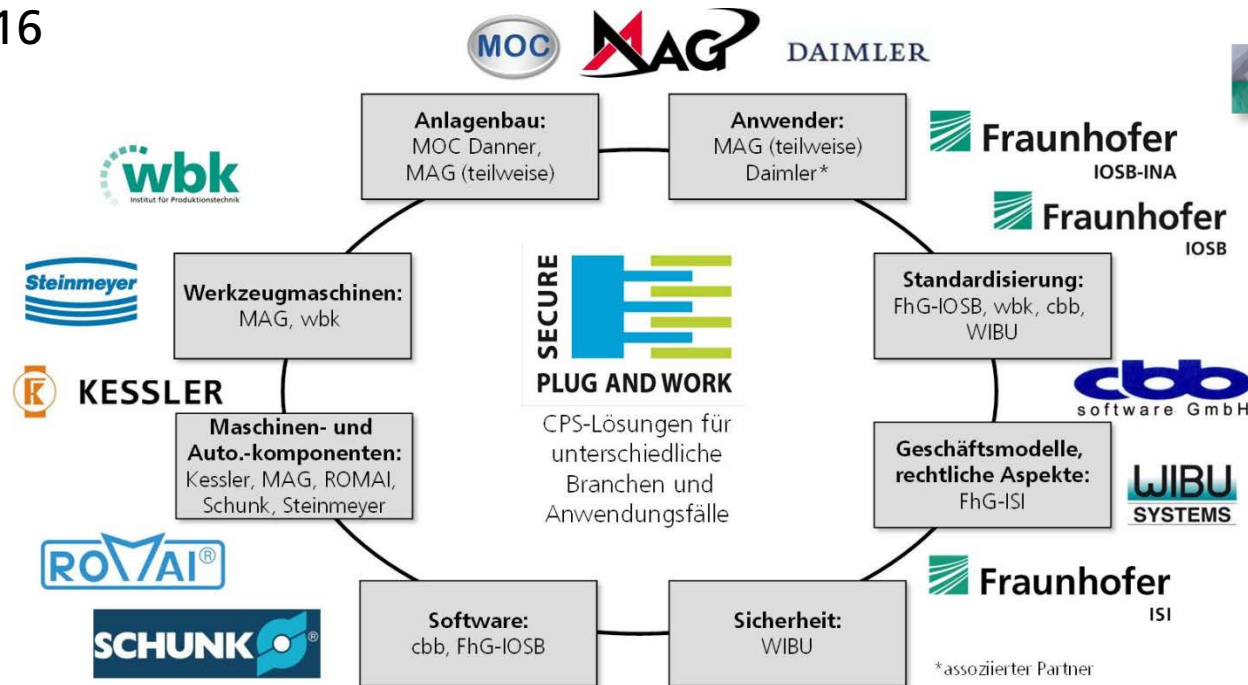 16
MOC
MAG
DAIMLER
Anlagenbau:
MOC Danner,
MAG (teilweise)
Anwender:
MAG (teilweise)
Daimler*
Fraunhofer
IOSB-INA
wbk
Institut für Produktionstechnik
Fraunhofer
IOSB
Steinmeyer
Werkzeugmaschinen:
MAG, wbk
SECURE
PLUG AND WORK
CPS-Lösungen für
unterschiedliche
Branchen und
Anwendungsfälle
Standardisierung:
FhG-IOSB, wbk, cbb,
WIBU
KESSLER
cbb
software GmbH
Maschinen- und
Auto.-komponenten:
Kessler, MAG, ROMAI,
Schunk, Steinmeyer
Geschäftsmodelle,
rechtliche Aspekte:
FhG-ISI
WIBU
SYSTEMS
ROMAI®
Fraunhofer
ISI
SCHUNK ®
Software:
cbb, FhG-IOSB
Sicherheit:
WIBU
*assoziierter Partner